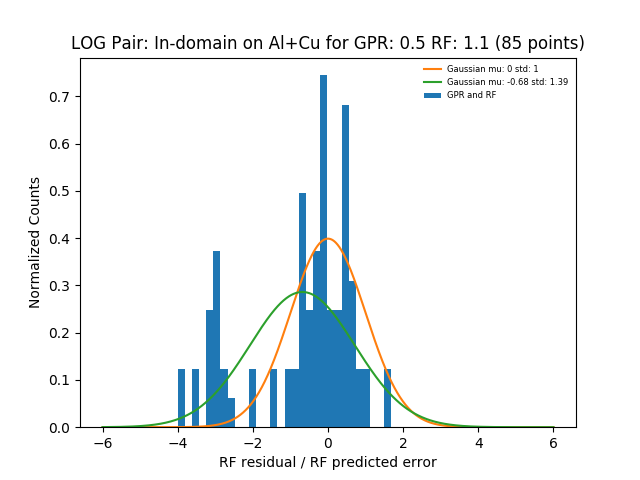 LOG Pair: In-domain on Al+Cu for GPR: 0.5 RF: 1.1 (85 points)
Gaussian mu: 0 std: 1
Gaussian mu: -0.68 std: 1.39
GPR and RF
Normalized Counts
0.7
0.6
0.5
0.4
0.3
0.2
0.1
0.0
−6 −4 −2 0 2 4 6
RF residual / RF predicted error